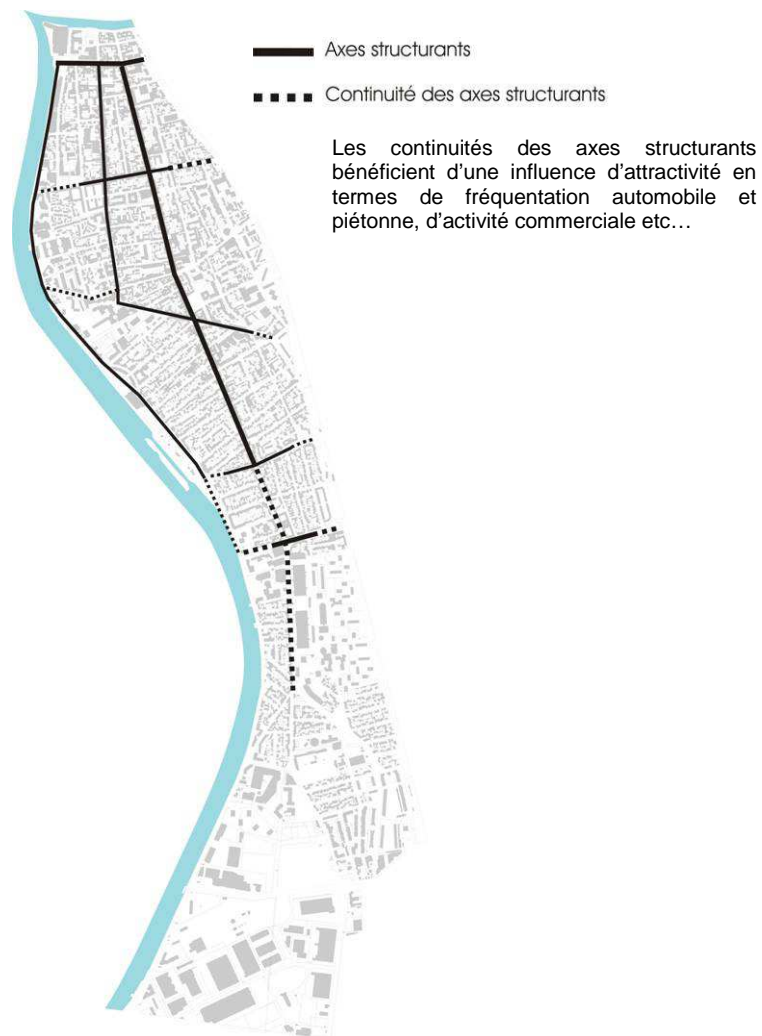 Axes structurants
Continuité des axes structurants
Les continuités des axes structurants
bénéficient d’une influence d’attractivité en
termes de fréquentation automobile et
piétonne, d’activité commerciale etc…